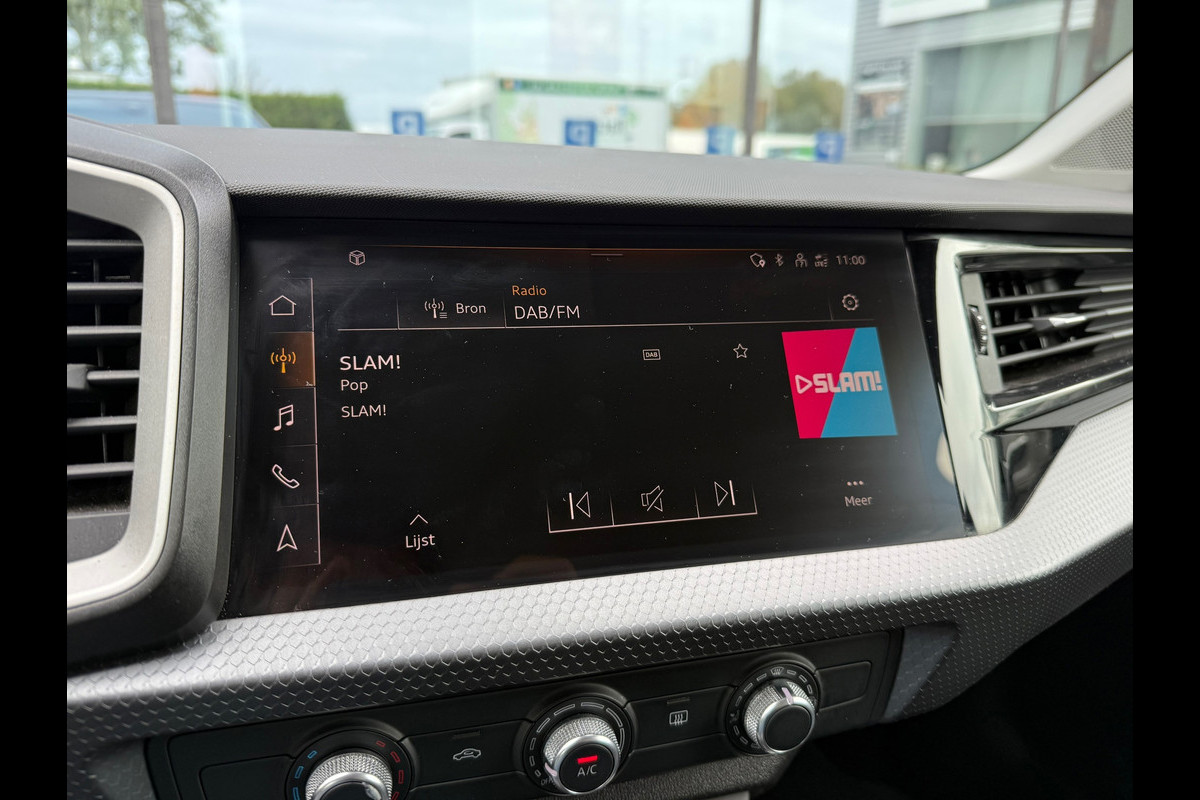 11:00
Radio
Bron
DAB/FM
SLAM!
DAB
Pop
SLAM!
SLAM!
Meer
Lijst
A/C